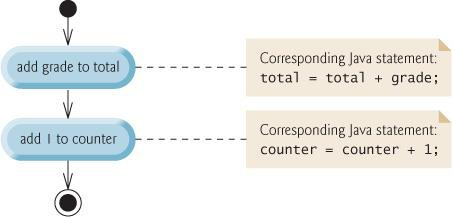 add grade to total
Corresponding Java statement:
total = total + grade;
add 1 to counter
Corresponding Java statement:
counter = counter + 1;